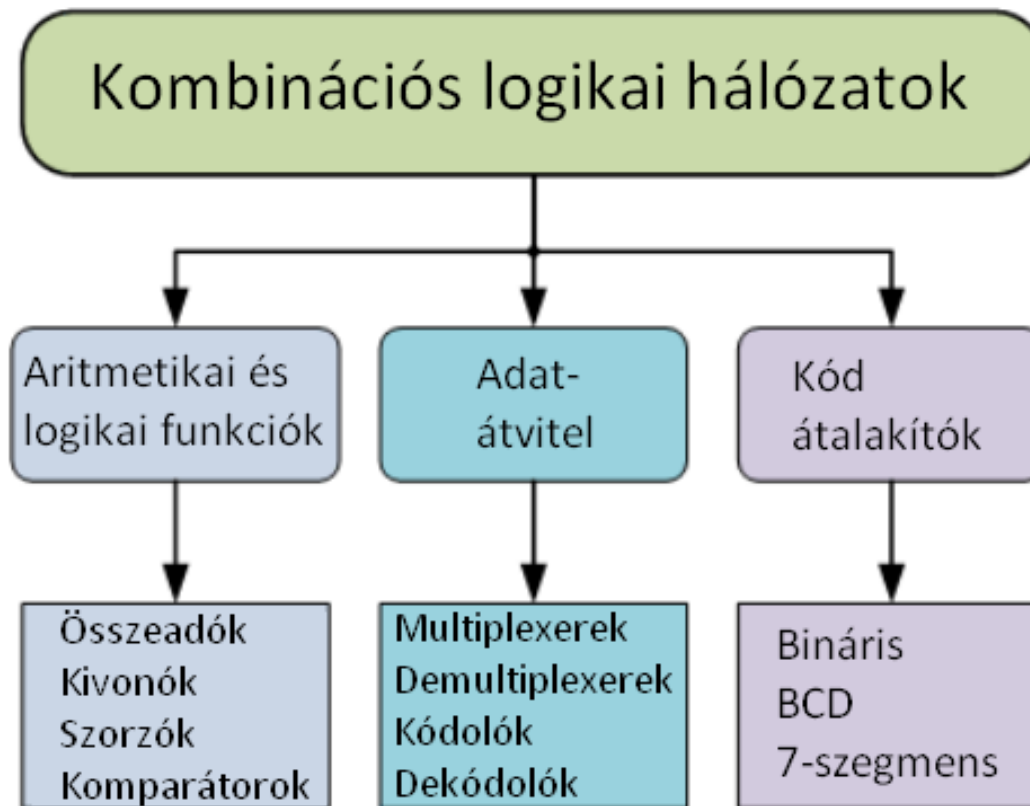 Kombinációs logikai hálózatok
Aritmetikai és
logikai funkciók
Adat-
átvitel
Kód
átalakítók
Összeadók
Kivonók
Szorzók
Komparátorok
Multiplexerek
Demultiplexerek
Kódolók
Dekódolók
Bináris
BCD
7-szegmens